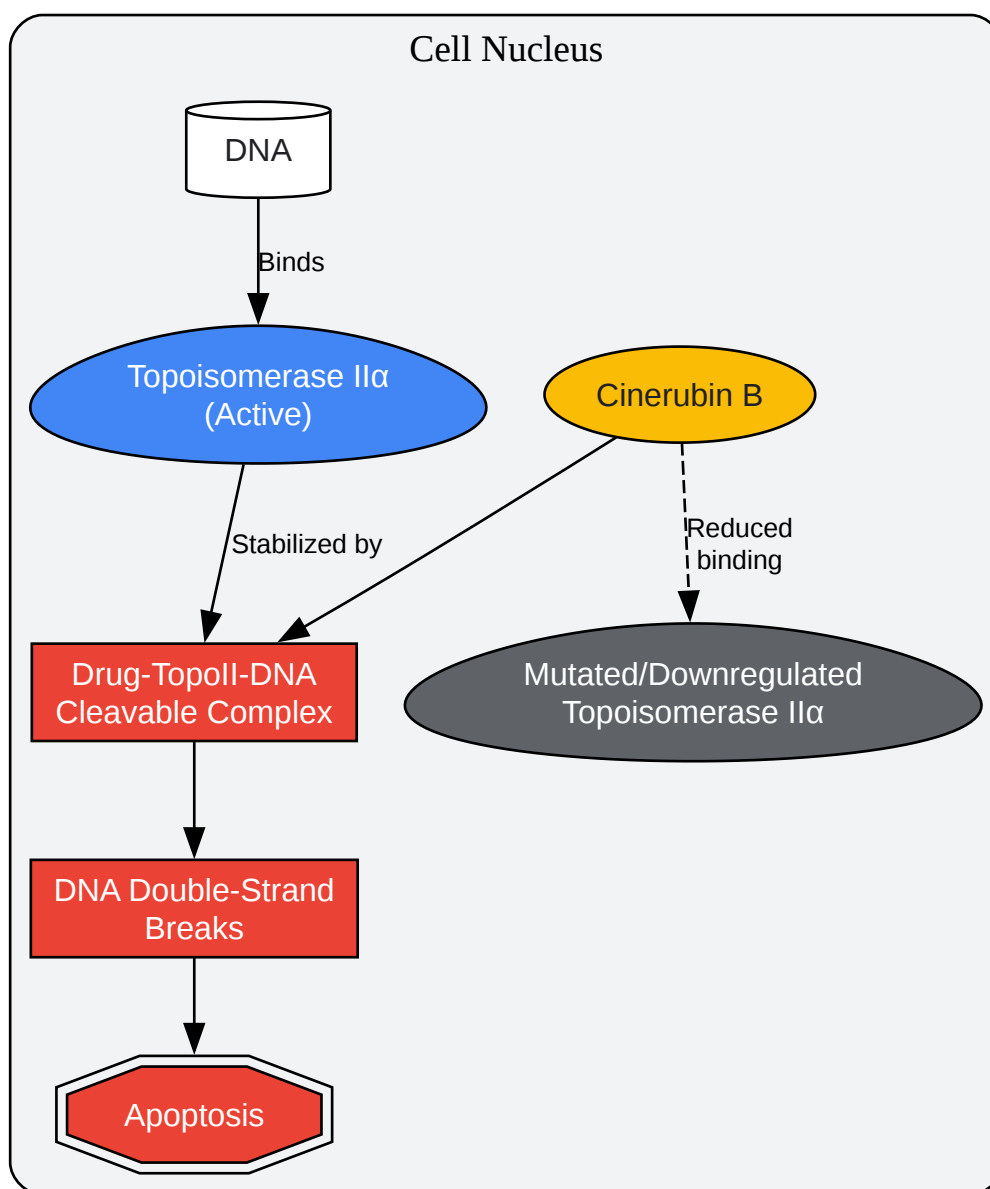 Cell Nucleus
DNA
Binds
Topoisomerase IIα
(Active)
Cinerubin B
Stabilized by
Reduced
binding
Drug-TopoII-DNA
Cleavable Complex
Mutated/Downregulated
Topoisomerase IIα
DNA Double-Strand
Breaks
Apoptosis